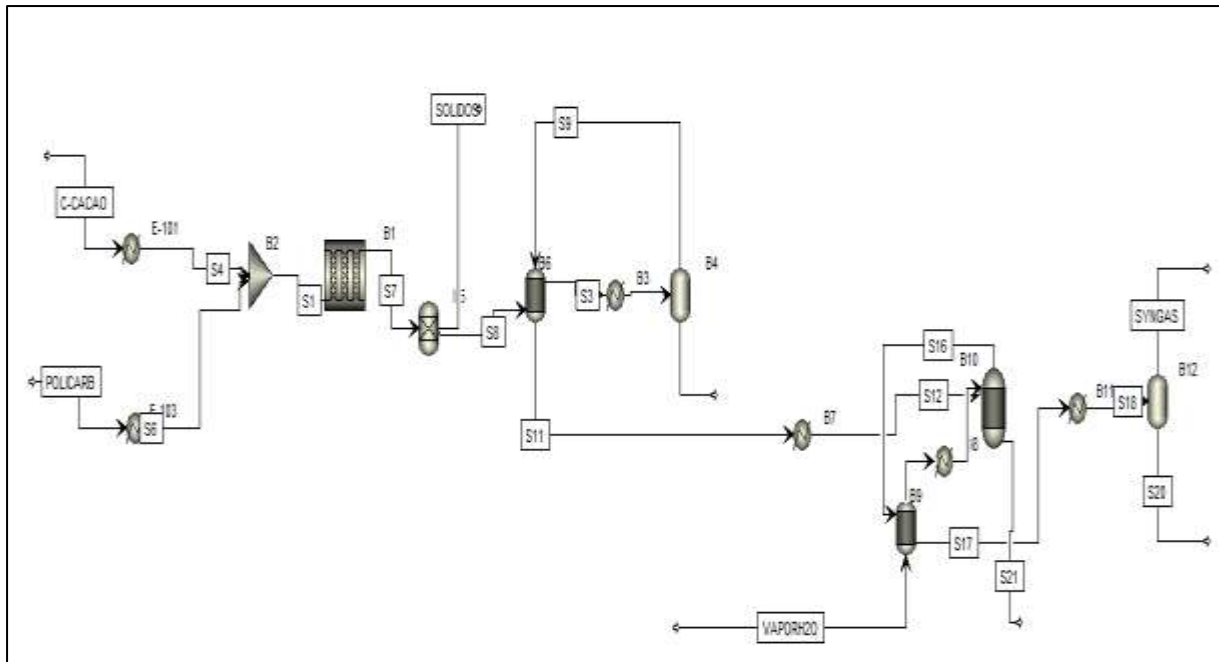 SOLIDOS
S9
C-CACAO
E-101
B2
B1
B6
B3
B4
S4
S1
S7
S3
S8
SYNGAS
S16
B10
POLICARB
S6
S12
B11
S18
B12
S11
B7
B9
S17
S20
S21
VAPORH2O